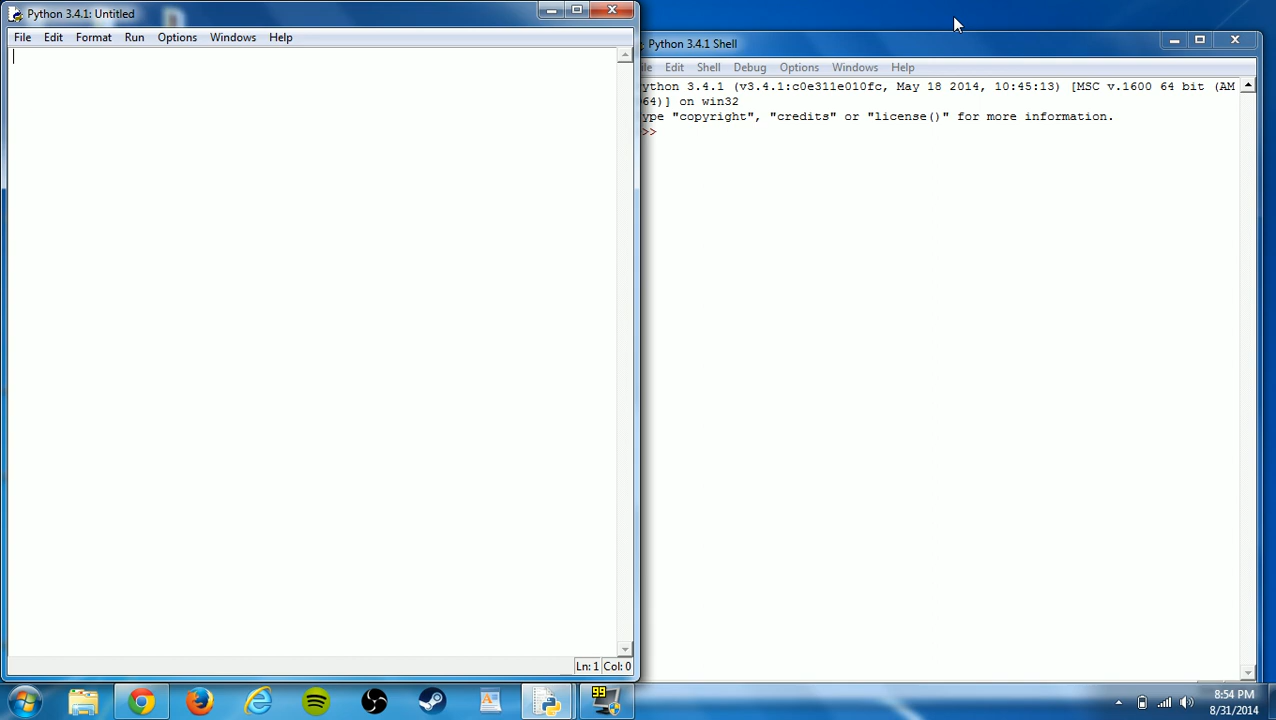 Python 3.4.1: Untitled
File Edit Format Run Options Windows Help
Ln: 1 Col: 0
Python 3.4.1 Shell
ile Edit Shell Debug Options Windows Help
ython 3.4.1 (v3.4.1:c0e311e010fc, May 18 2014, 10:45:13) [MSC v.1600 64 bit (AM
64)] on win32
ype "copyright", "credits" or "license()" for more information.
>>
99
8:54 PM
8/31/2014